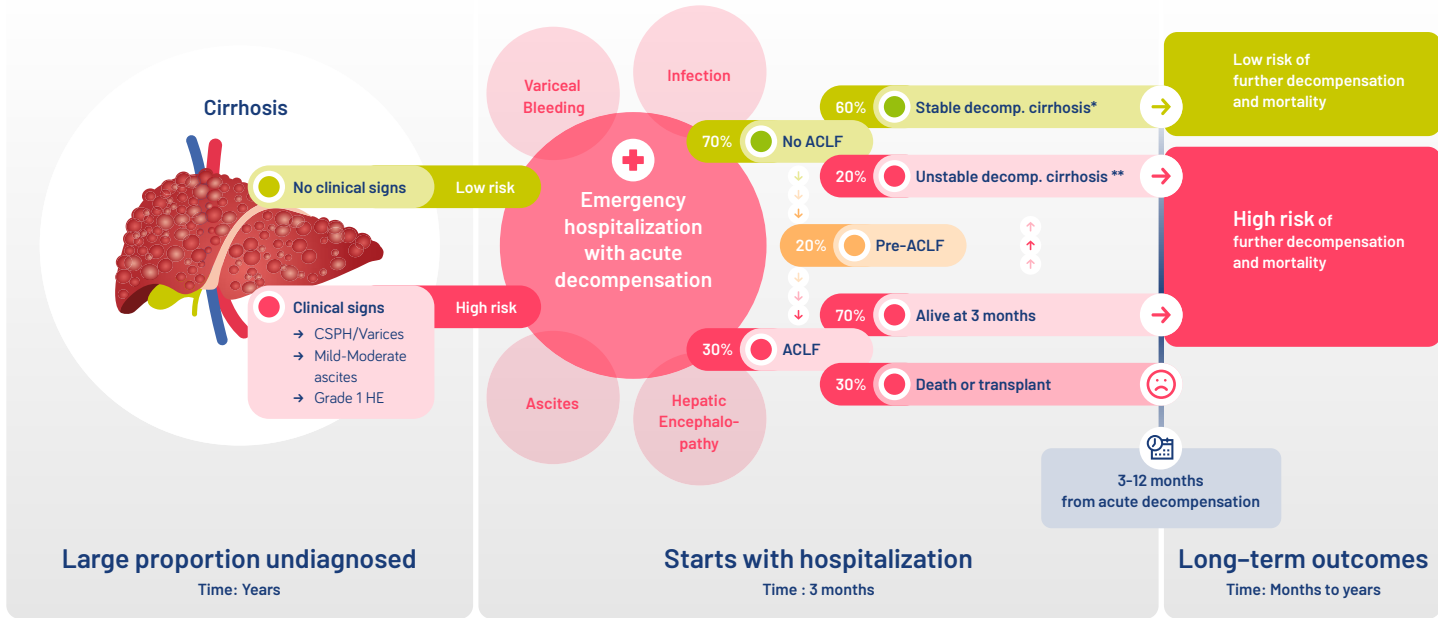 Cirrhosis
No clinical signs
Low risk
Clinical signs
→ CSPH/Varices
→ Mild-Moderate
ascites
→ Grade 1 HE
High risk
Large proportion undiagnosed
Time: Years
Variceal
Bleeding
Infection
Emergency
hospitalization
with acute
decompensation
Ascites
Hepatic
Encephalo-
pathy
70% No ACLF
60% Stable decomp. cirrhosis*
20% Unstable decomp. cirrhosis **
20% Pre-ACLF
30% ACLF
70% Alive at 3 months
30% Death or transplant
3-12 months
from acute decompensation
Starts with hospitalization
Time : 3 months
Low risk of
further decompensation
and mortality
High risk of
further decompensation
and mortality
Long-term outcomes
Time: Months to years